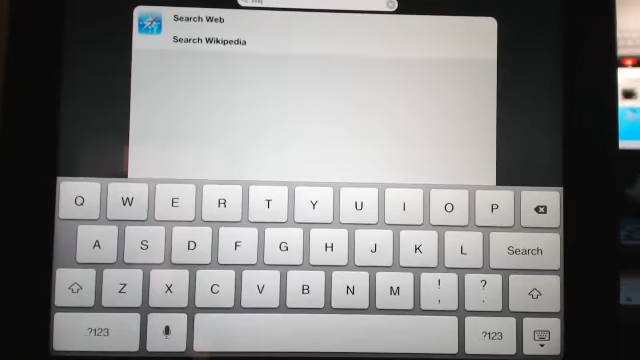 Search Web
Search Wikipedia
Q W E R T Y U I O P
A S D F G H J K L Search
Z X C V B N M ! , ? .
.?123 .?123